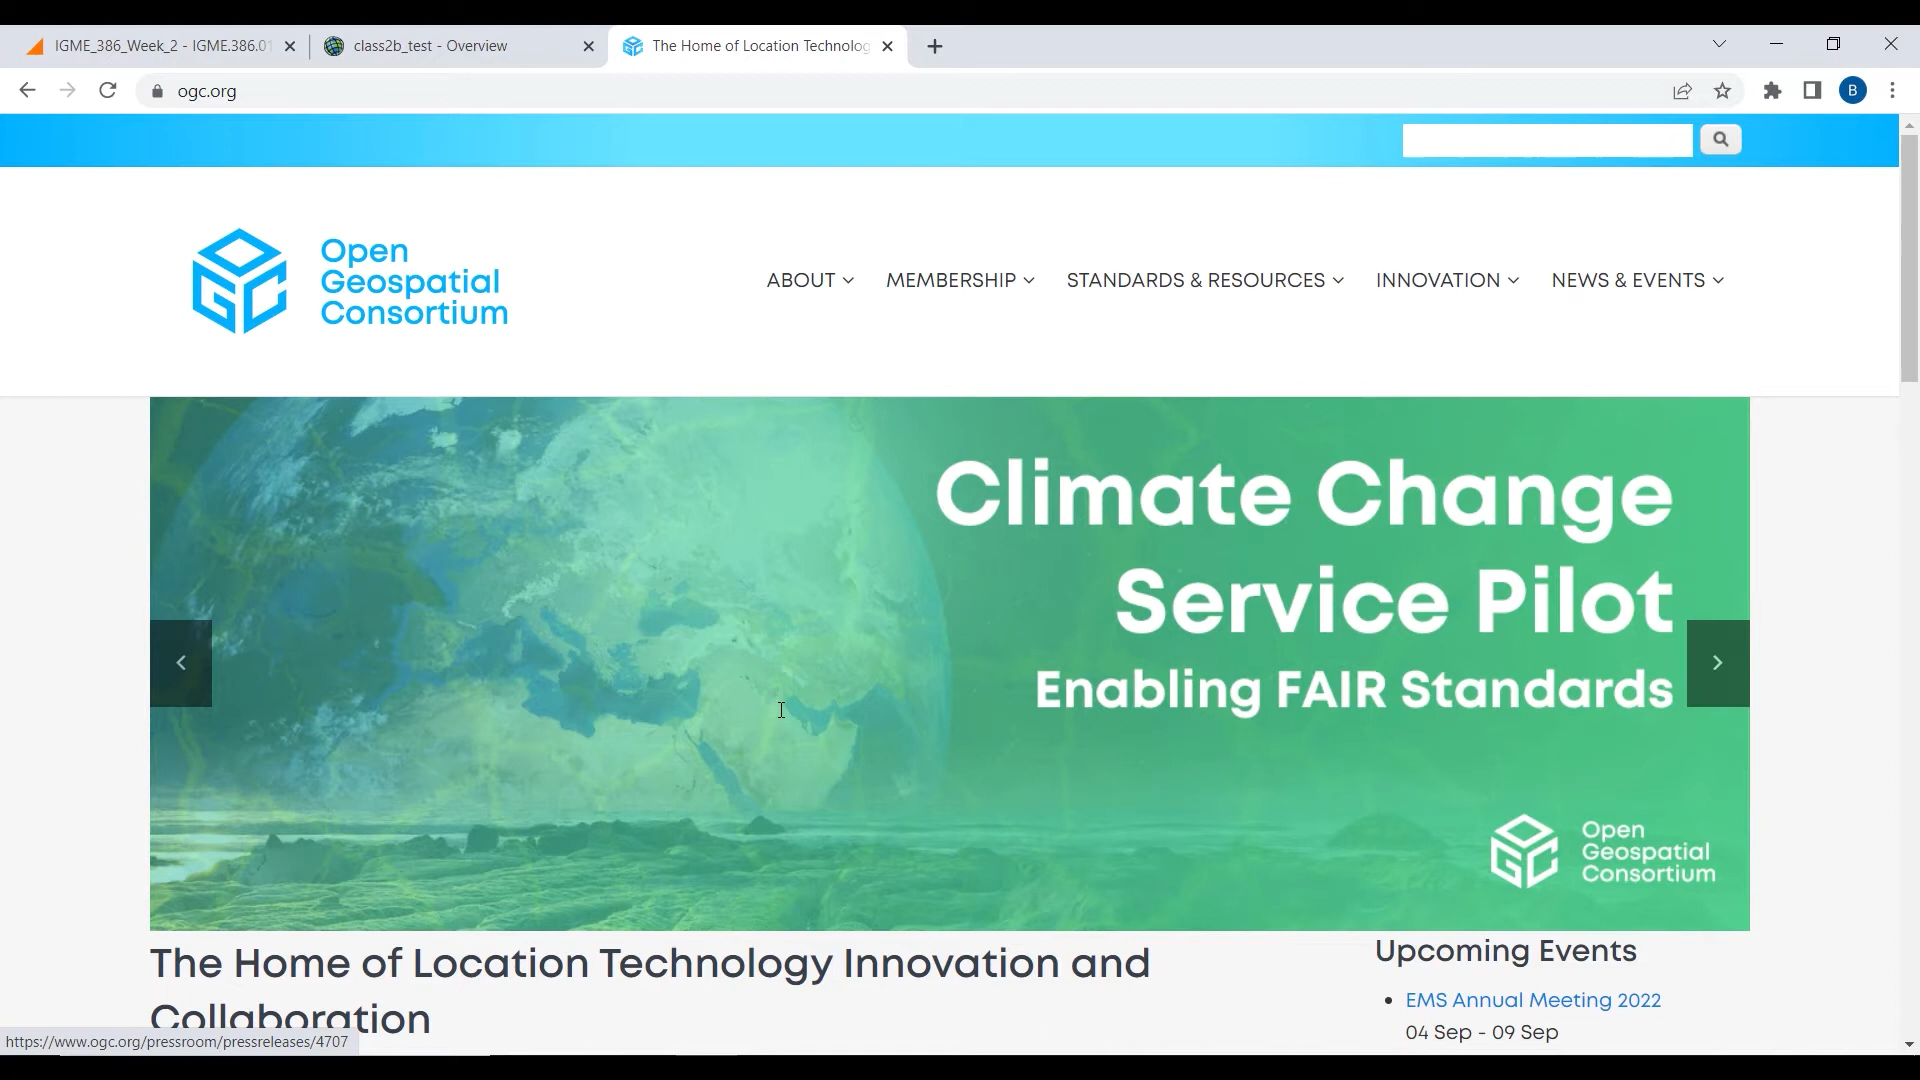 IGME_386_Week_2 - IGME.386.01
class2b_test - Overview
The Home of Location Technolog
ogc.org
B
Open
Geospatial
Consortium
ABOUT
MEMBERSHIP
STANDARDS & RESOURCES
INNOVATION
NEWS & EVENTS
Climate Change
Service Pilot
Enabling FAIR Standards
Open
Geospatial
Consortium
The Home of Location Technology Innovation and
Collaboration
Upcoming Events
EMS Annual Meeting 2022
04 Sep - 09 Sep
https://www.ogc.org/pressroom/pressreleases/4707